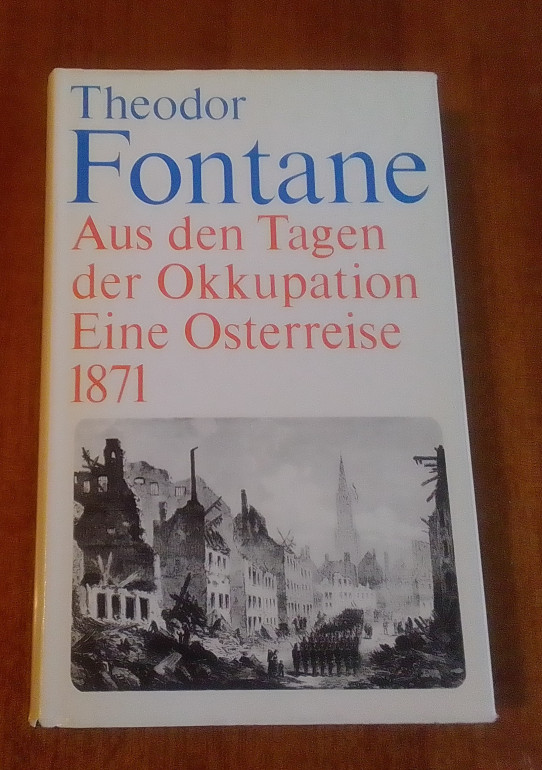 Theodor
Fontane
Aus den Tagen
der Okkupation
Eine Osterreise
1871